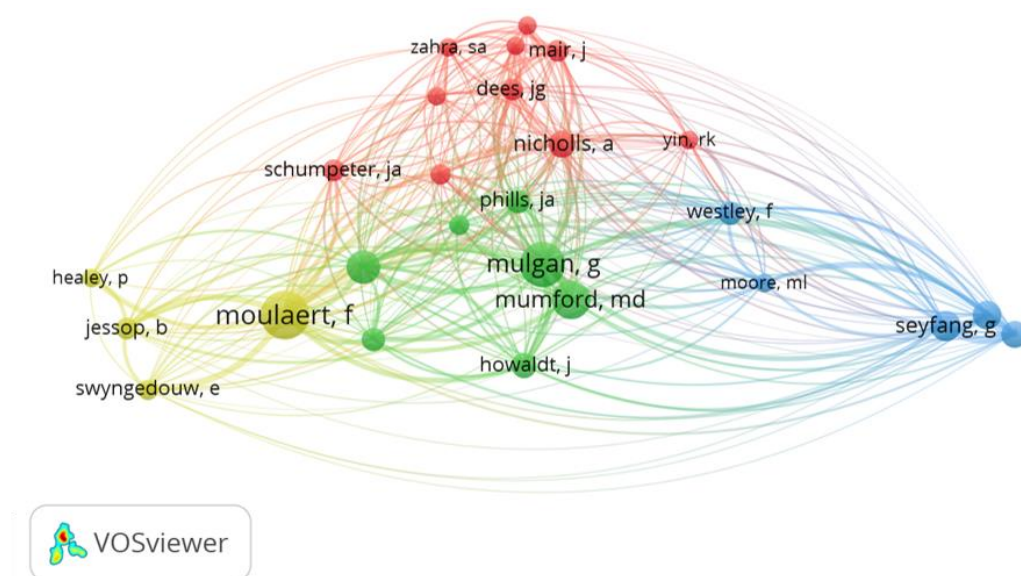 zahra, sa
mair, j
dees, jg
nicholls, a
yin, rk
schumpeter, ja
phills, ja
westley, f
mulgan, g
healey, p
moore, ml
mumford, md
moulaert, f
jessop, b
seyfang, g
howaldt, j
swyngedouw, e
VOSviewer